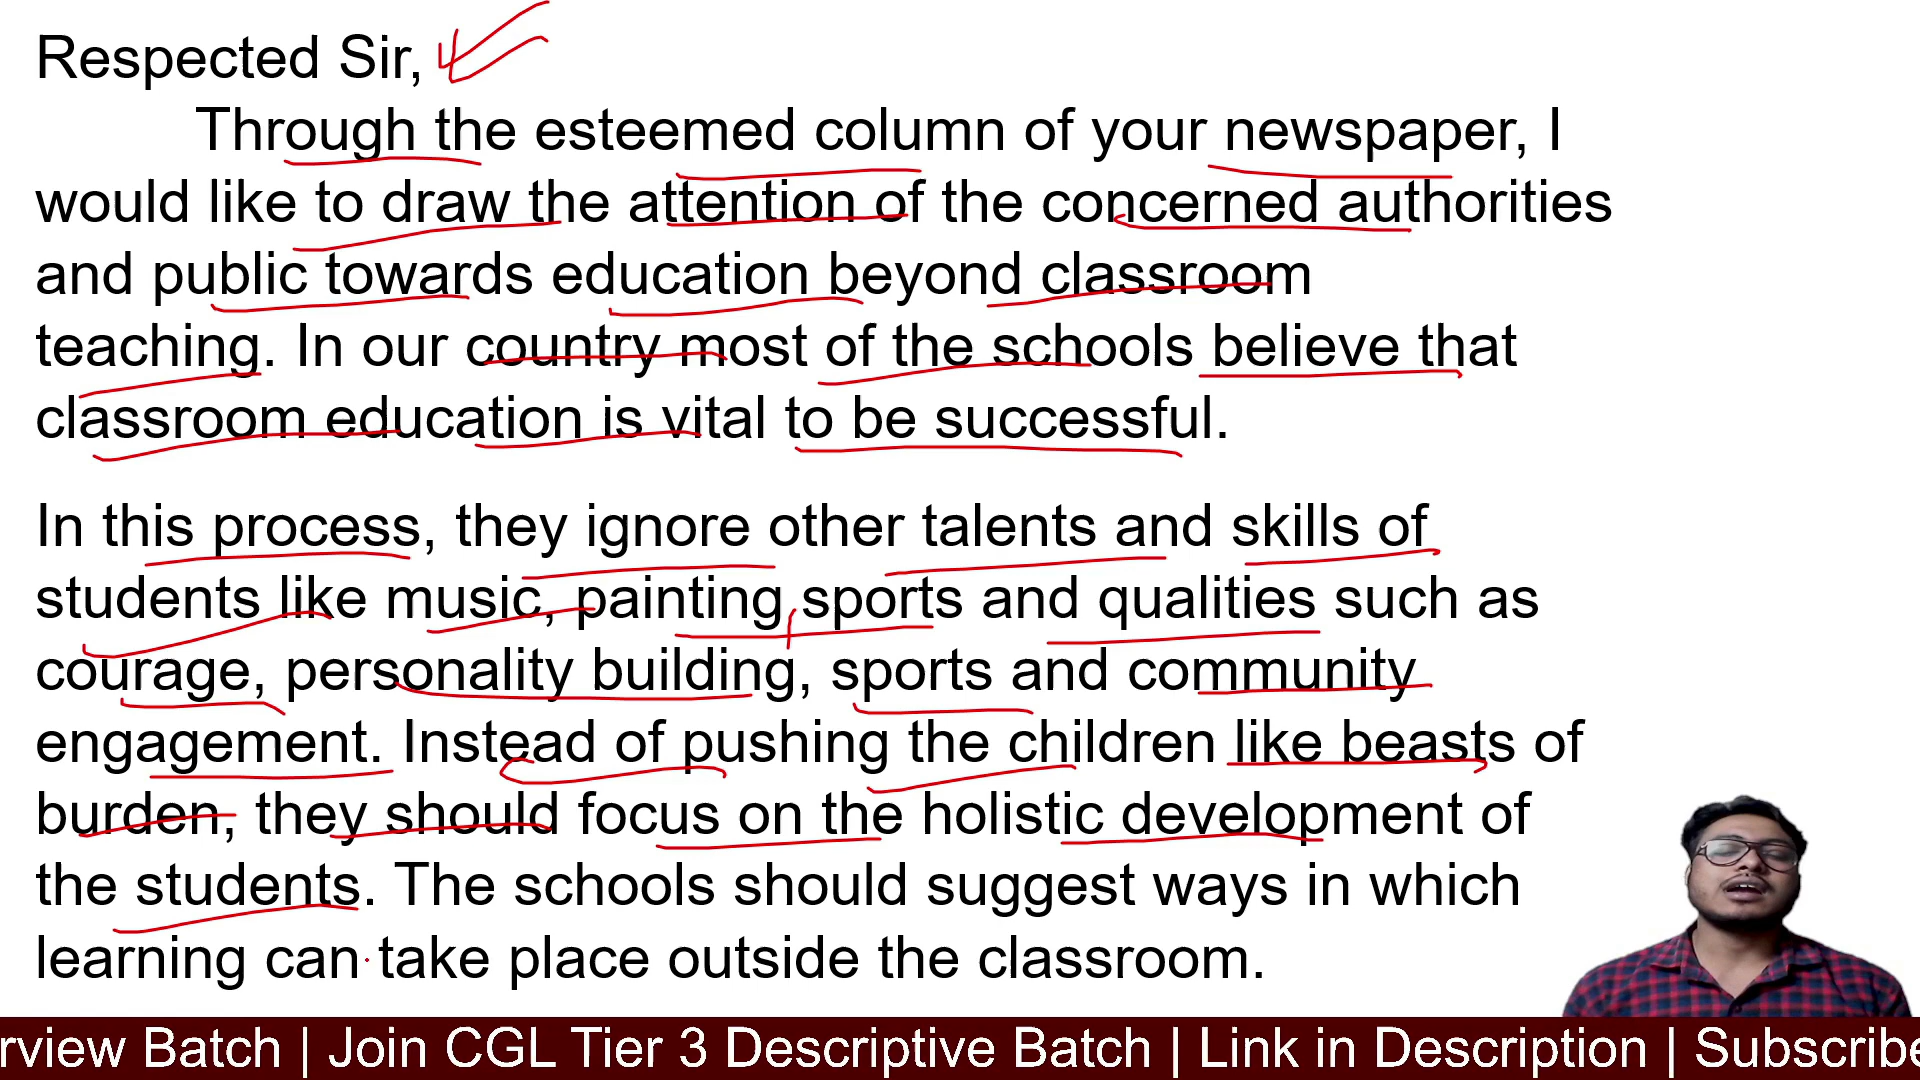 Respected Sir,
Through the esteemed column of your newspaper, I
would like to draw the attention of the concerned authorities
and public towards education beyond classroom
teaching. In our country most of the schools believe that
classroom education is vital to be successful.
In this process, they ignore other talents and skills of
students like music, painting sports and qualities such as
courage, personality building, sports and community
engagement. Instead of pushing the children like beasts of
burden, they should focus on the holistic development of
the students. The schools should suggest ways in which
learning can take place outside the classroom.
rview Batch | Join CGL Tier 3 Descriptive Batch | Link in Description | Subscribe